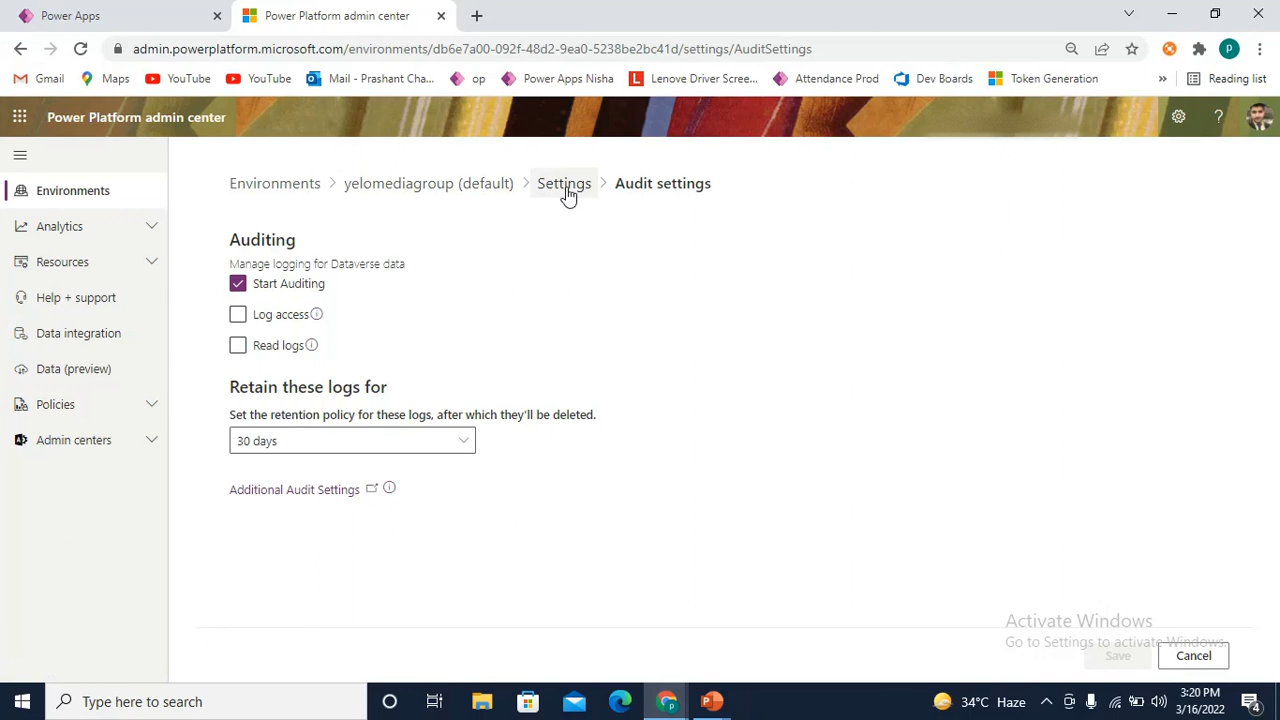 Power Apps
Power Platform admin center
admin.powerplatform.microsoft.com/environments/db6e7a00-092f-48d2-9ea0-5238be2bc41d/settings/AuditSettings
P
Gmail Maps YouTube YouTube Mail - Prashant Cha... op Power Apps Nisha Lenove Driver Scree... Attendance Prod Dev Boards Token Generation » Reading list
Power Platform admin center
Environments
Analytics
Resources
Help + support
Data integration
Data (preview)
Policies
Admin centers
Environments > yelomediagroup (default) > Settings > Audit settings
Auditing
Manage logging for Dataverse data
Start Auditing
Log access
Read logs
Retain these logs for
Set the retention policy for these logs, after which they'll be deleted.
30 days
Additional Audit Settings
Activate Windows
Go to Settings to activate Windows.
Save Cancel
Type here to search
34°C Haze
3:20 PM
3/16/2022
4